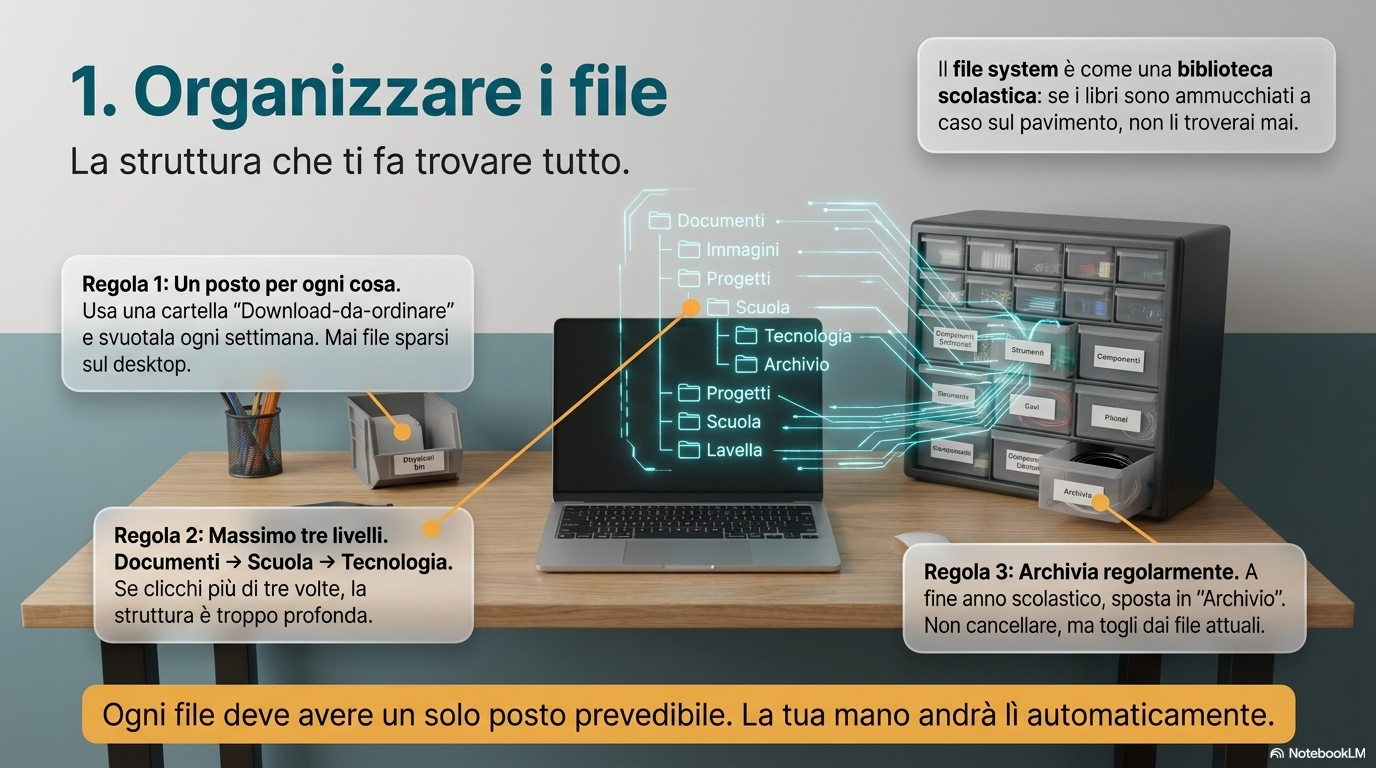 1. Organizzare i file
La struttura che ti fa trovare tutto.
Il file system è come una biblioteca
scolastica: se i libri sono ammucchiati a
caso sul pavimento, non li troverai mai.
Regola 1: Un posto per ogni cosa.
Usa una cartella “Download-da-ordinare”
e svuotala ogni settimana. Mai file sparsi
sul desktop.
Documenti
Immagini
Progetti
Scuola
Tecnologia
Archivio
Progetti
Scuola
Lavella
Strumenti
Componenti
Cavi
Phonei
Archivio
bin
Regola 2: Massimo tre livelli.
Documenti → Scuola → Tecnologia.
Se clicchi più di tre volte, la
struttura è troppo profonda.
Regola 3: Archivia regolarmente. A
fine anno scolastico, sposta in “Archivio”.
Non cancellare, ma togli dai file attuali.
Ogni file deve avere un solo posto prevedibile. La tua mano andrà lì automaticamente.
NotebookLM